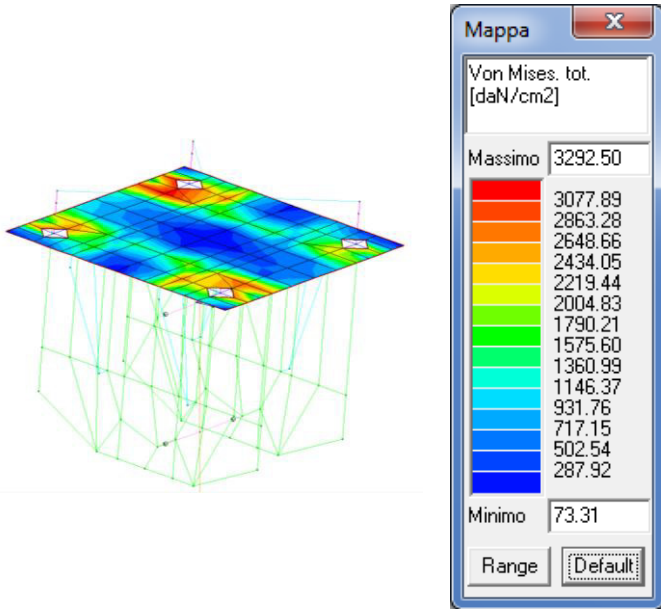 Mappa
Von Mises. tot.
[daN/cm2]
Massimo 3292.50
3077.89
2863.28
2648.66
2434.05
2219.44
2004.83
1790.21
1575.60
1360.99
1146.37
931.76
717.15
502.54
287.92
Minimo 73.31
Range Default